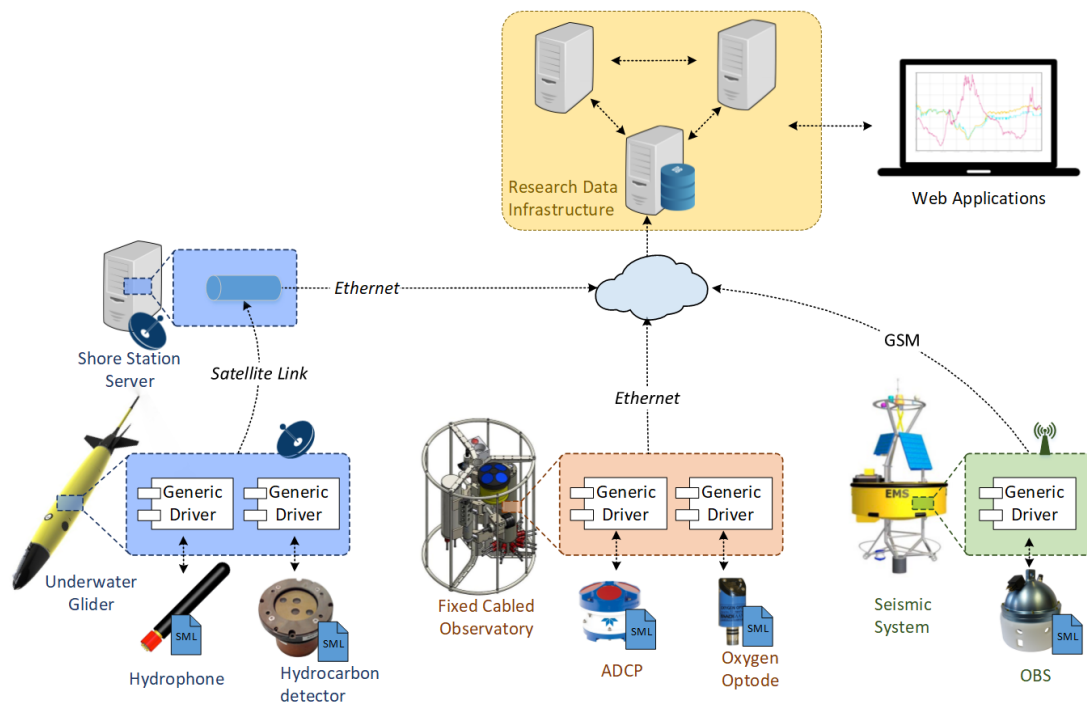 Research Data
Infrastructure
Web Applications
Ethernet
Shore Station
Server
Satellite Link
Ethernet
GSM
Generic
Driver
Generic
Driver
Generic
Driver
Generic
Driver
EMS
Generic
Driver
Underwater
Glider
SML
Hydrophone
SML
Hydrocarbon
detector
Fixed Cabled
Observatory
SML
ADCP
SML
Oxygen
Optode
Seismic
System
SML
OBS